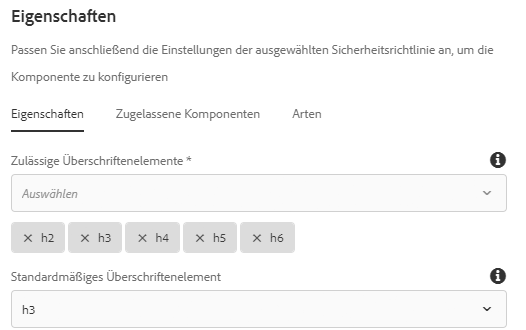 Eigenschaften
Passen Sie anschließend die Einstellungen der ausgewählten Sicherheitsrichtlinie an, um die
Komponente zu konfigurieren
Eigenschaften Zugelassene Komponenten Arten
Zulässige Überschriftenelemente *
Auswählen
× h2 × h3 × h4 × h5 × h6
Standardmäßiges Überschriftenelement
h3